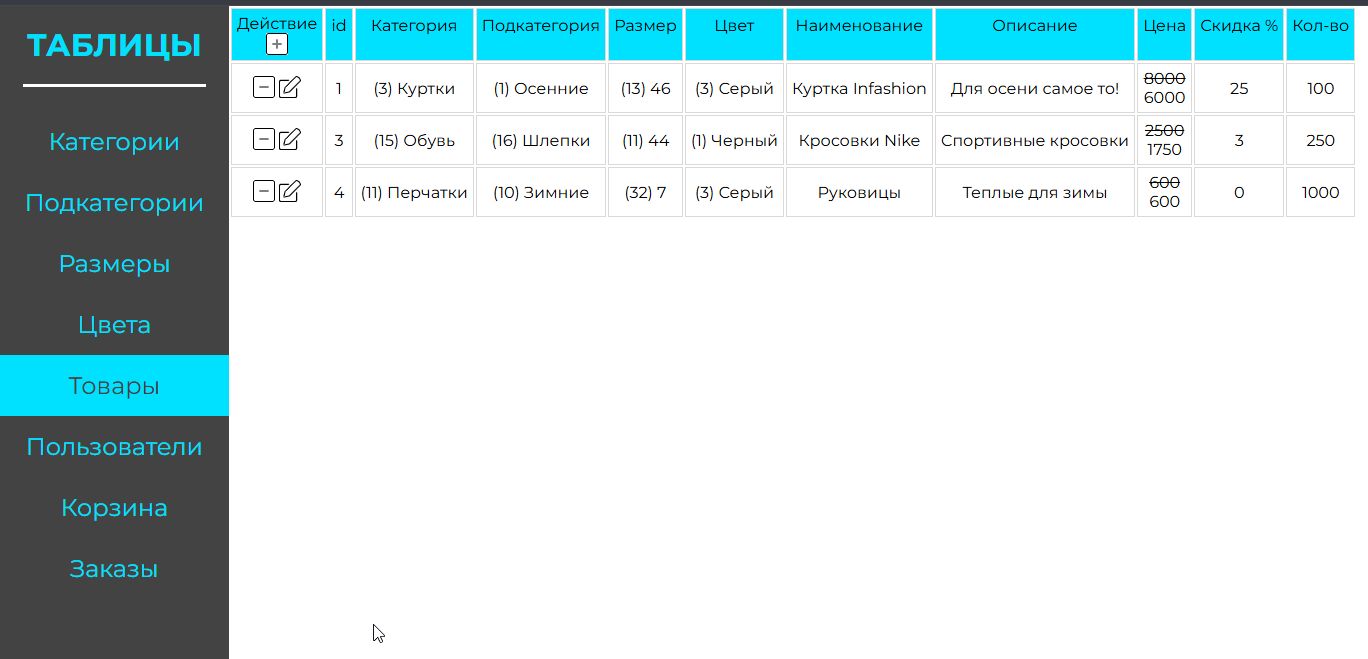 ТАБЛИЦЫ
Категории
Подкатегории
Размеры
Цвета
Товары
Пользователи
Корзина
Заказы
Действие id Категория Подкатегория Размер Цвет Наименование Описание Цена Скидка % Кол-во
+
1 (3) Куртки (1) Осенние (13) 46 (3) Серый Куртка Infashion Для осени самое то! 8000 25 100
6000
3 (15) Обувь (16) Шлепки (11) 44 (1) Черный Кросовки Nike Спортивные кросовки 2500 3 250
1750
4 (11) Перчатки (10) Зимние (32) 7 (3) Серый Руковицы Теплые для зимы 600 0 1000
600